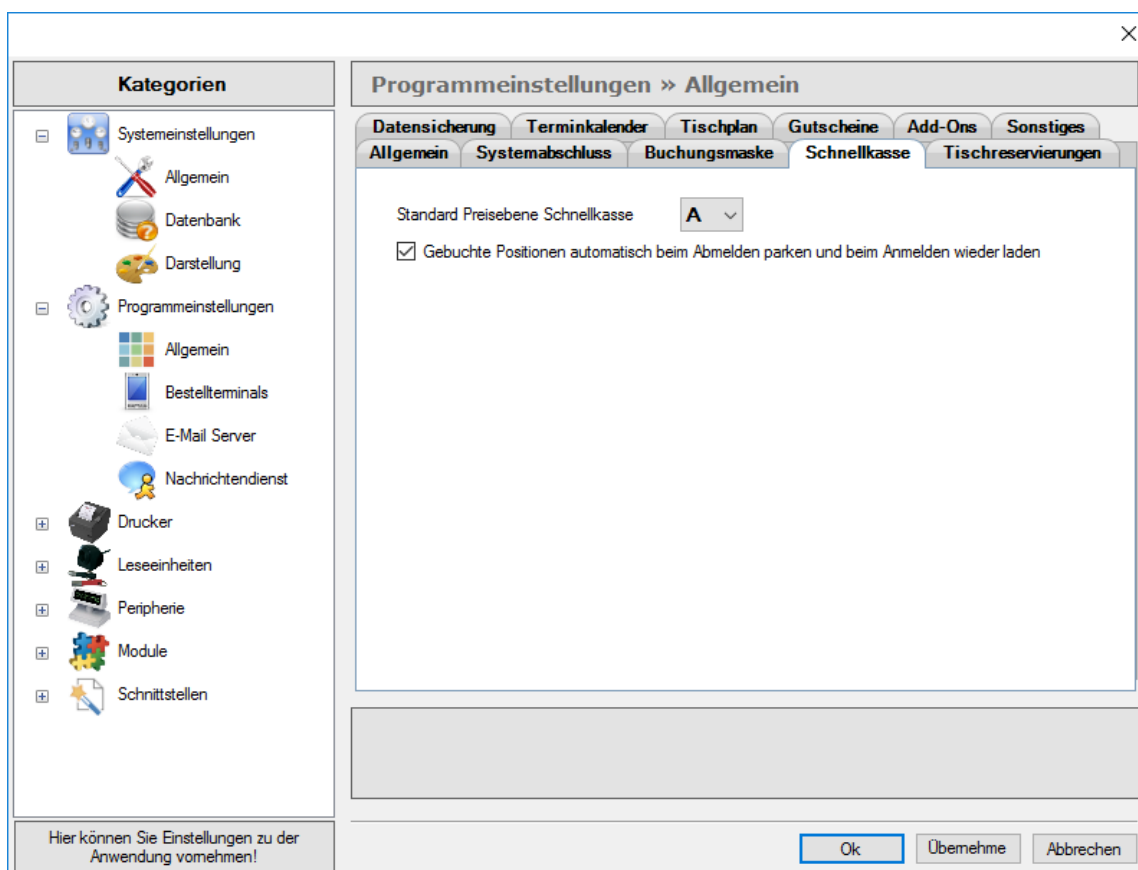 Kategorien
Systemeinstellungen
Allgemein
Datenbank
Darstellung
Programmeinstellungen
Allgemein
Bestellterminals
E-Mail Server
Nachrichtendienst
Drucker
Leseeinheiten
Peripherie
Module
Schnittstellen
Hier können Sie Einstellungen zu der
Anwendung vornehmen!
Programmeinstellungen » Allgemein
Datensicherung Terminkalender Tischplan Gutscheine Add-Ons Sonstiges
Allgemein Systemabschluss Buchungsmaske Schnellkasse Tischreservierungen
Standard Preisebene Schnellkasse A
Gebuchte Positionen automatisch beim Abmelden parken und beim Anmelden wieder laden
Ok Übernehme Abbrechen